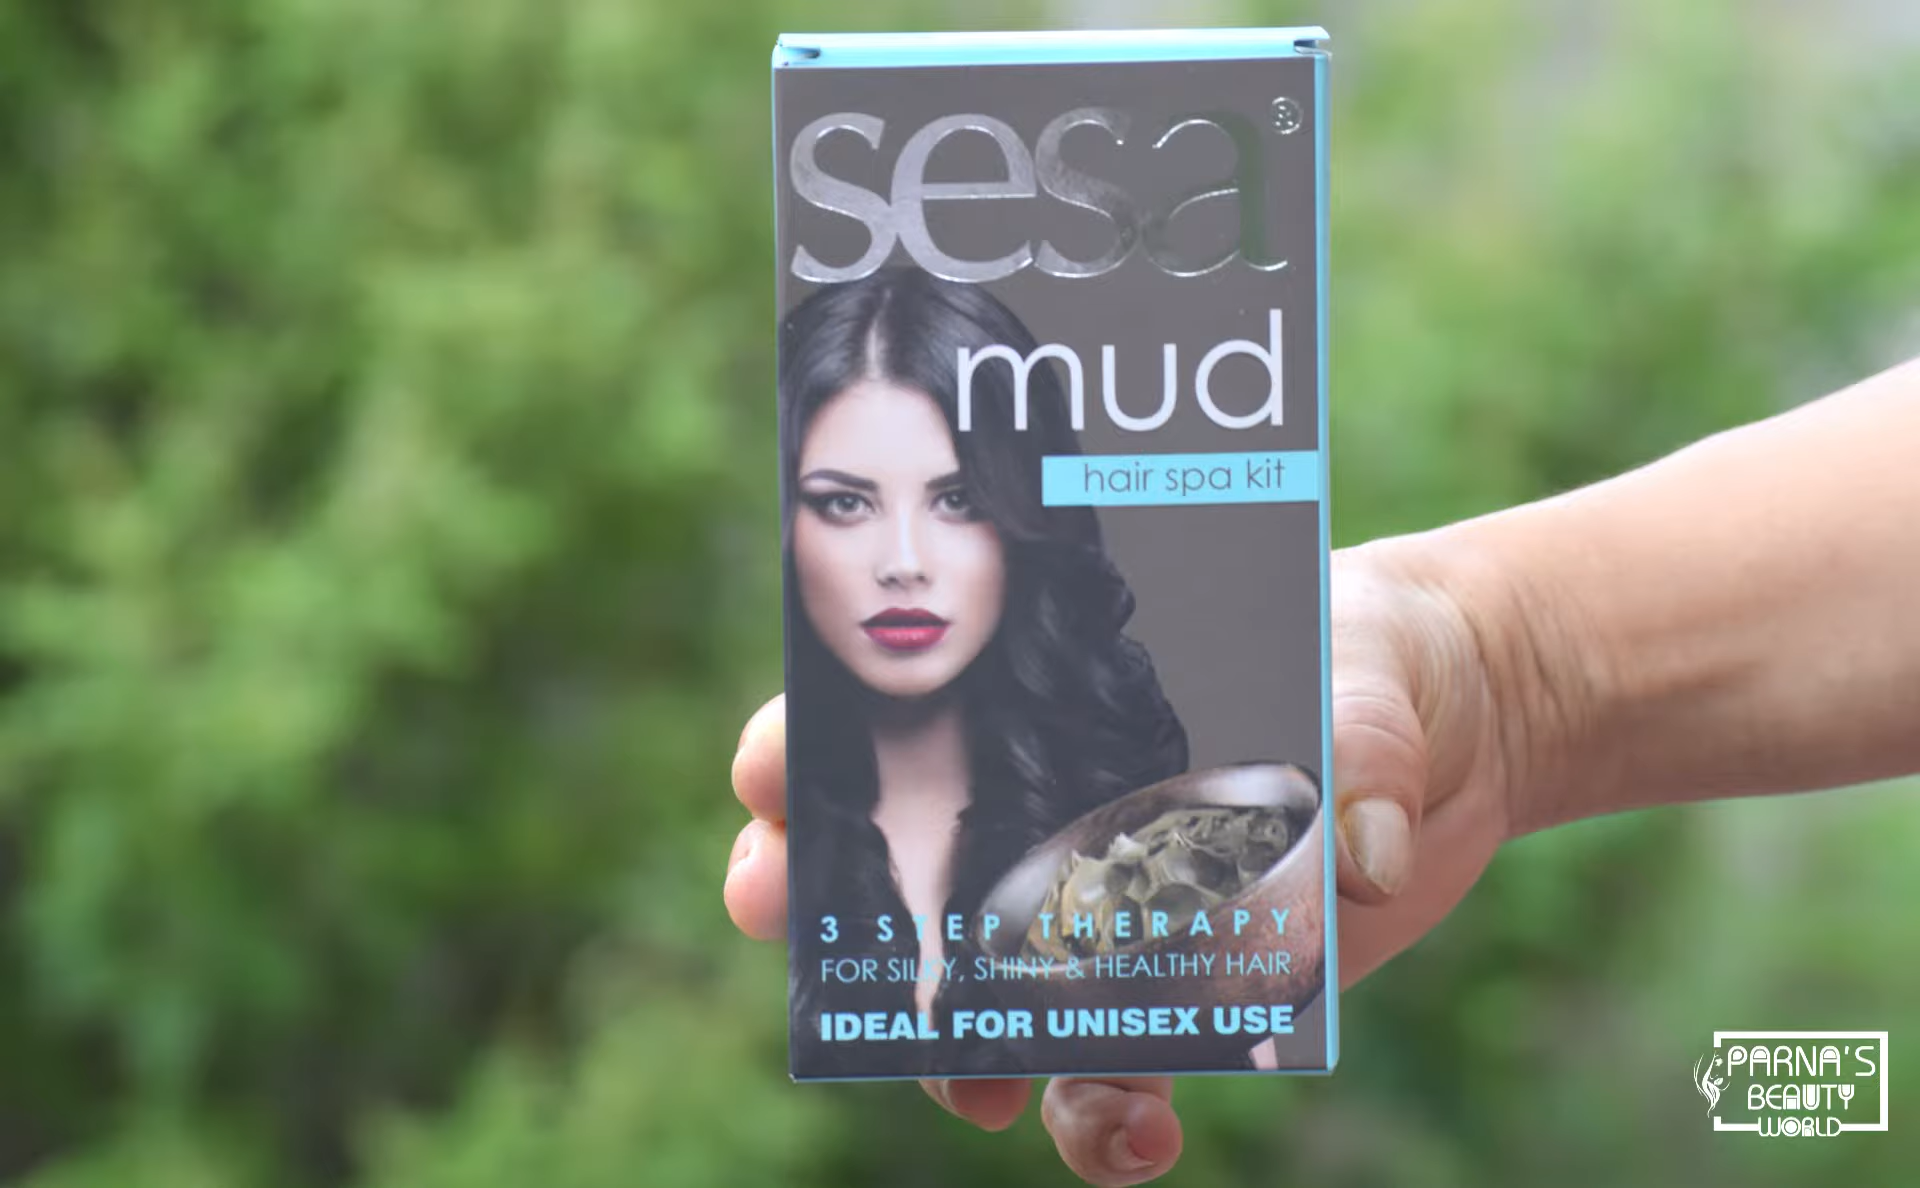 sesa®
mud
hair spa kit
3 STEP THERAPY
FOR SILKY, SHINY & HEALTHY HAIR
IDEAL FOR UNISEX USE
PARNA'S
BEAUTY
WORLD